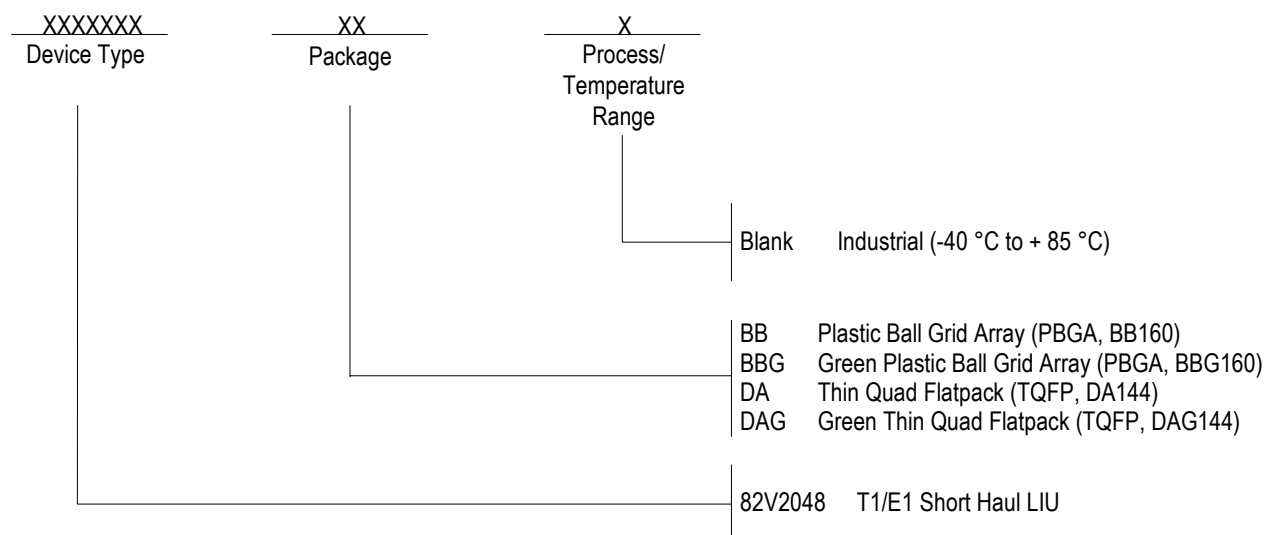 XXXXXXX XX X
Device Type Package Process/
Temperature
Range
Blank Industrial (-40 °C to + 85 °C)
BB Plastic Ball Grid Array (PBGA, BB160)
BBG Green Plastic Ball Grid Array (PBGA, BBG160)
DA Thin Quad Flatpack (TQFP, DA144)
DAG Green Thin Quad Flatpack (TQFP, DAG144)
82V2048 T1/E1 Short Haul LIU